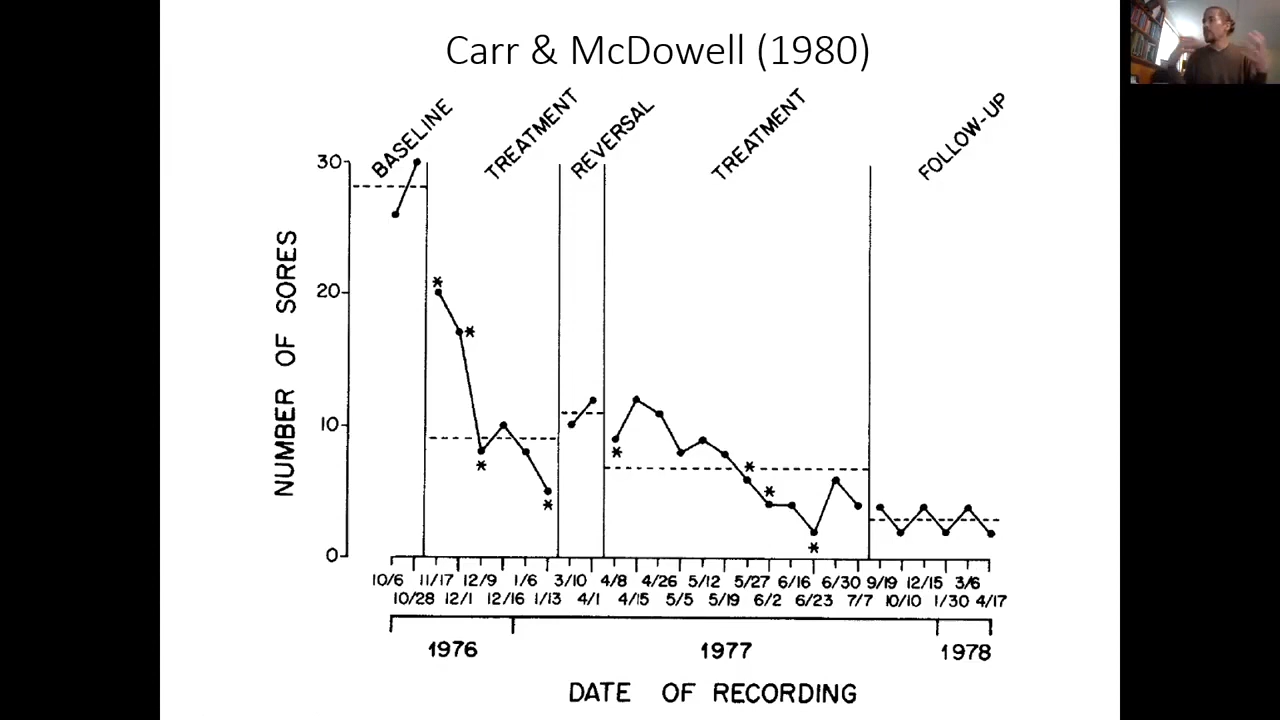 Carr & McDowell (1980)
BASELINE
TREATMENT
REVERSAL
TREATMENT
FOLLOW-UP
NUMBER OF SORES
30
20
10
0
10/6 11/17 12/9 1/6 3/10 4/8 4/26 5/12 5/27 6/16 6/30 9/19 12/15 3/6
10/28 12/1 12/16 1/13 4/1 4/15 5/5 5/19 6/2 6/23 7/7 10/10 1/30 4/17
1976 1977 1978
DATE OF RECORDING